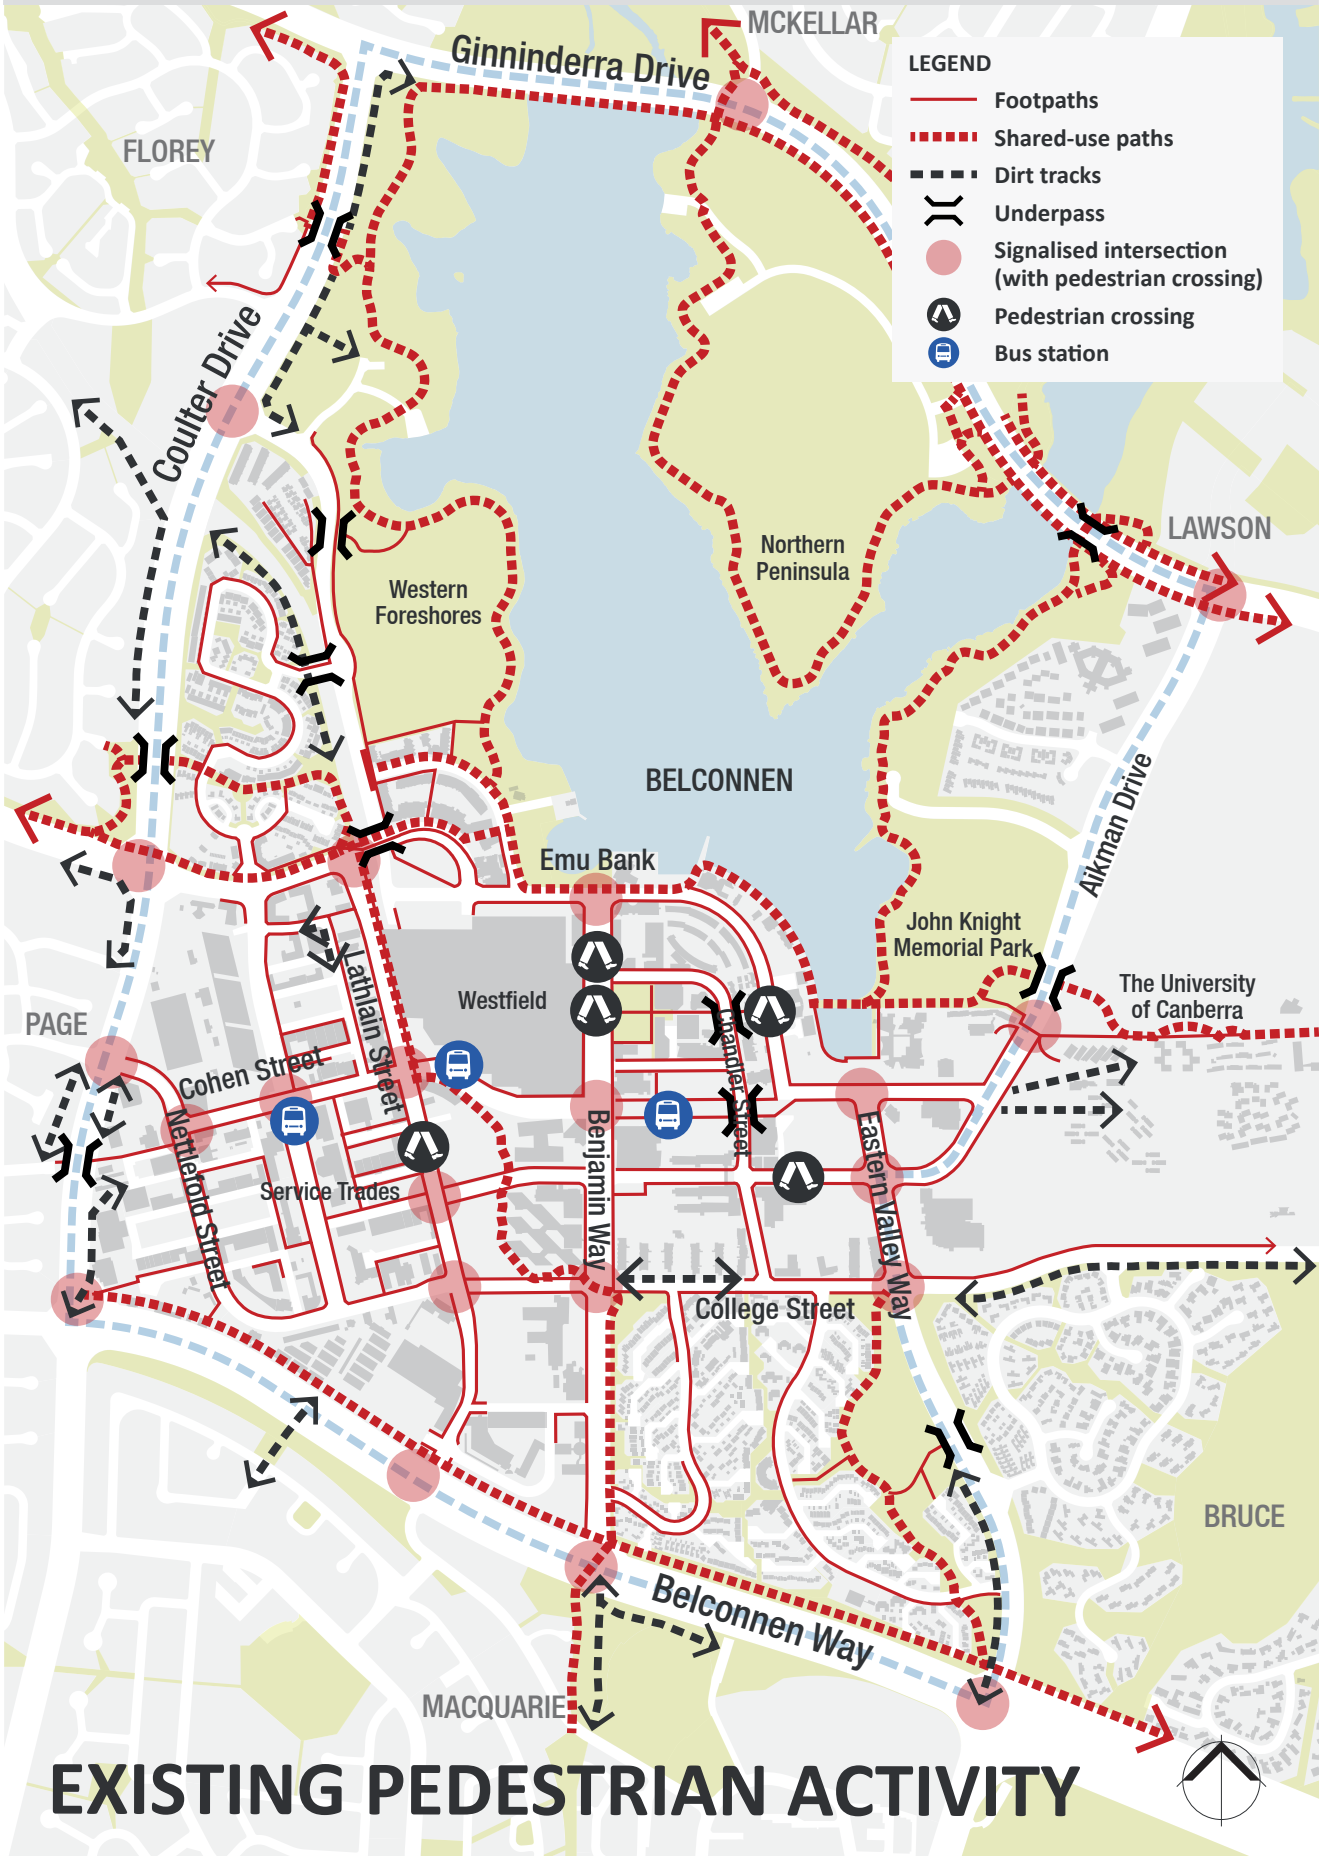 MCKELLAR
Ginninderra Drive
LEGEND
Footpaths
Shared-use paths
Dirt tracks
Underpass
Signalised intersection
(with pedestrian crossing)
Pedestrian crossing
Bus station
FLOREY
Coulter Drive
LAWSON
Northern
Peninsula
Western
Foreshores
BELCONNEN
Aikman Drive
Emu Bank
John Knight
Memorial Park
The University
of Canberra
Westfield
Lathlain Street
Chandler Street
PAGE
Cohen Street
Nettlefold Street
Benjamin Way
Eastern Valley Way
Service Trades
College Street
BRUCE
Belconnen Way
MACQUARIE
EXISTING PEDESTRIAN ACTIVITY